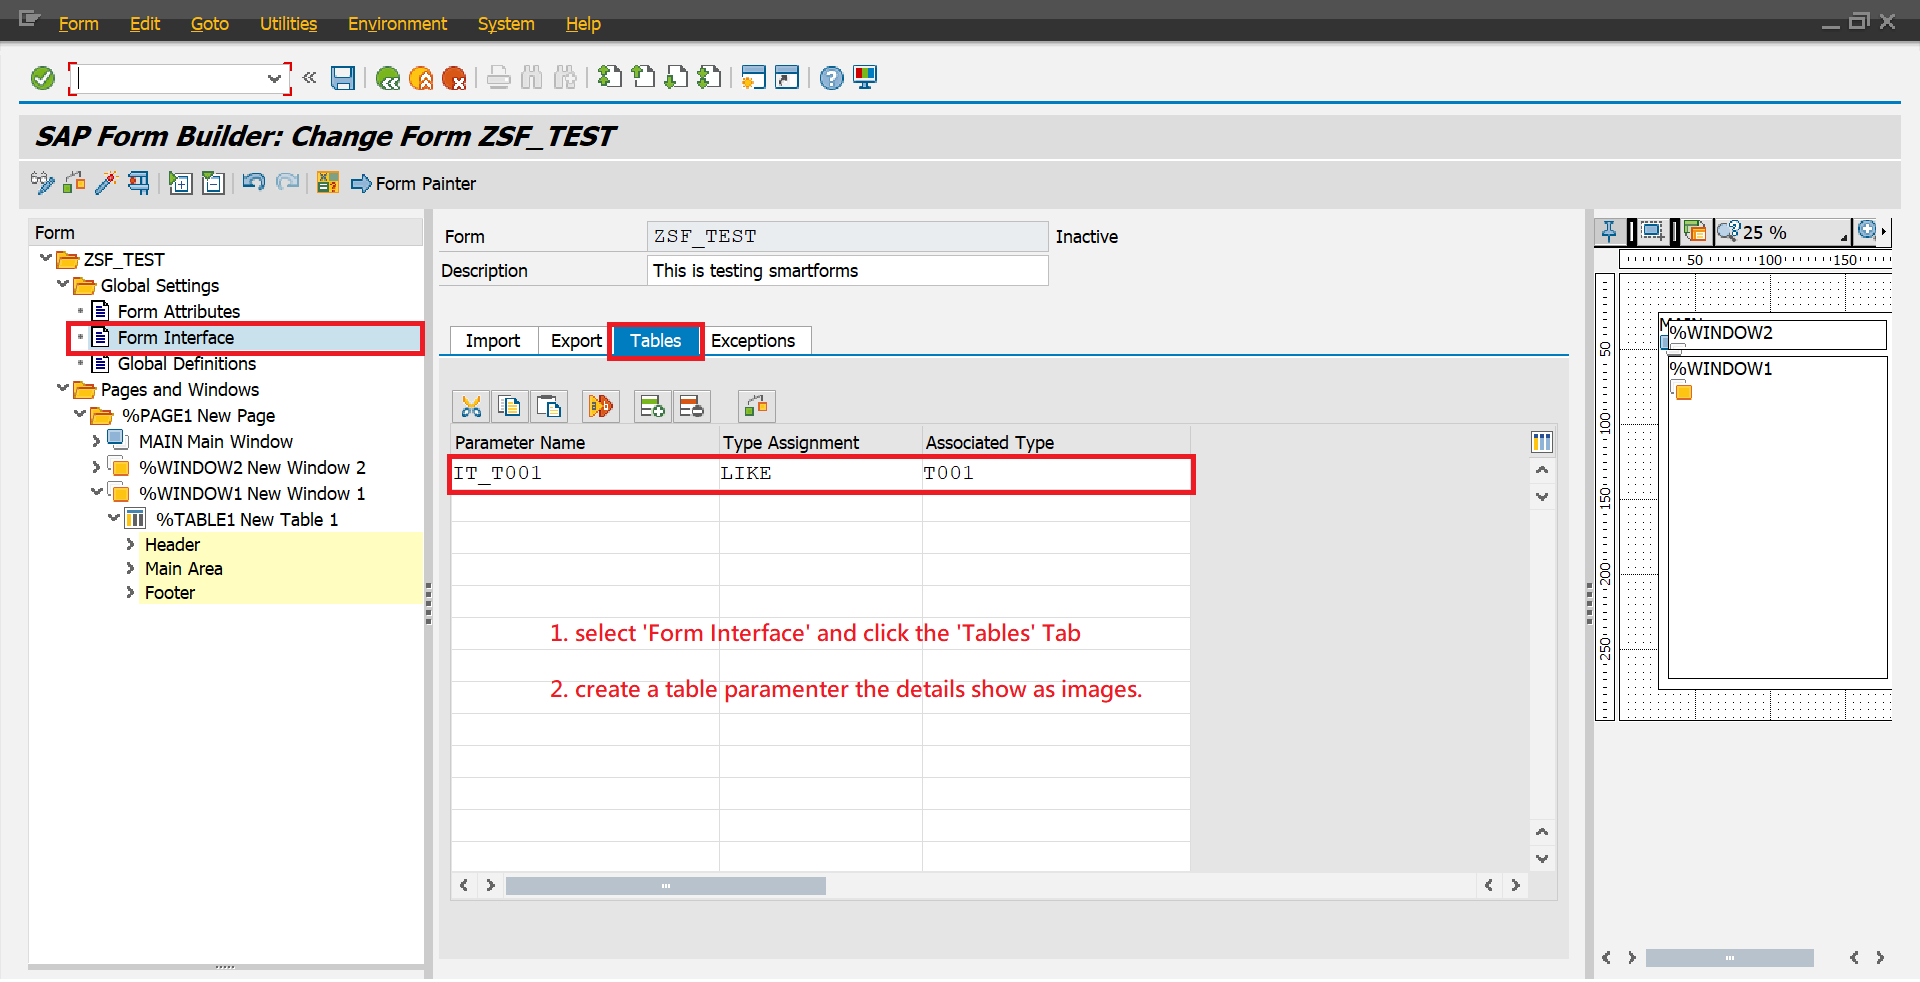 Form Edit Goto Utilities Environment System Help
SAP Form Builder: Change Form ZSF_TEST
Form Painter
Form
ZSF_TEST
Global Settings
Form Attributes
Form Interface
Global Definitions
Pages and Windows
%PAGE1 New Page
MAIN Main Window
%WINDOW2 New Window 2
%WINDOW1 New Window 1
%TABLE1 New Table 1
Header
Main Area
Footer
Form ZSF_TEST Inactive
Description This is testing smartforms
Import Export Tables Exceptions
Parameter Name Type Assignment Associated Type
IT_T001 LIKE T001
1. select 'Form Interface' and click the 'Tables' Tab
2. create a table paramenter the details show as images.
25 %
50 100 150
50
100
150
200
250
%WINDOW2
%WINDOW1